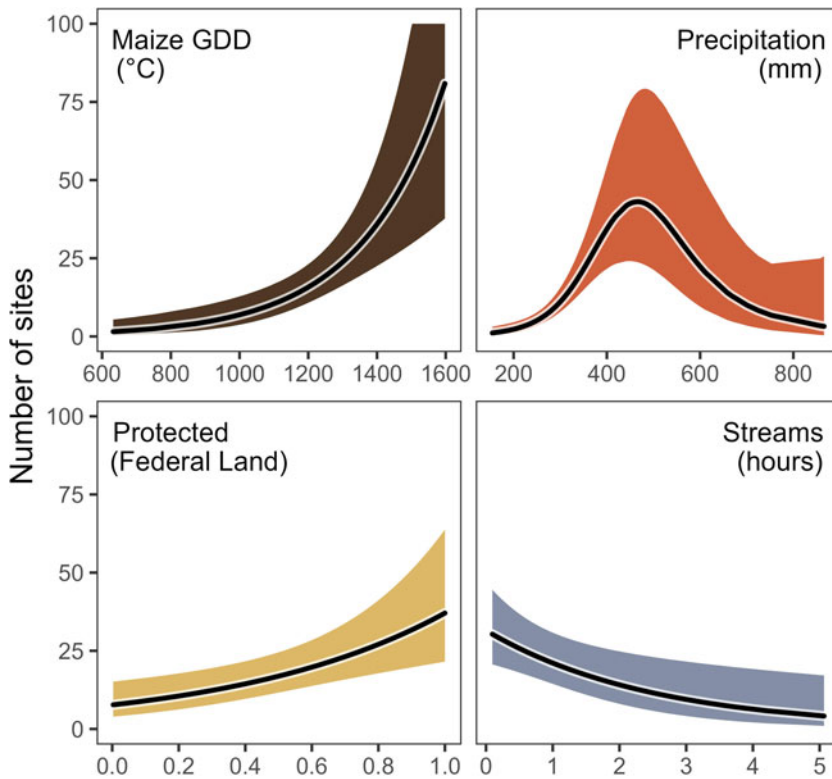 Number of sites
Maize GDD
(°C)
100
75
50
25
0
600 800 1000 1200 1400 1600
Precipitation
(mm)
200 400 600 800
Protected
(Federal Land)
100
75
50
25
0
0.0 0.2 0.4 0.6 0.8 1.0
Streams
(hours)
0 1 2 3 4 5